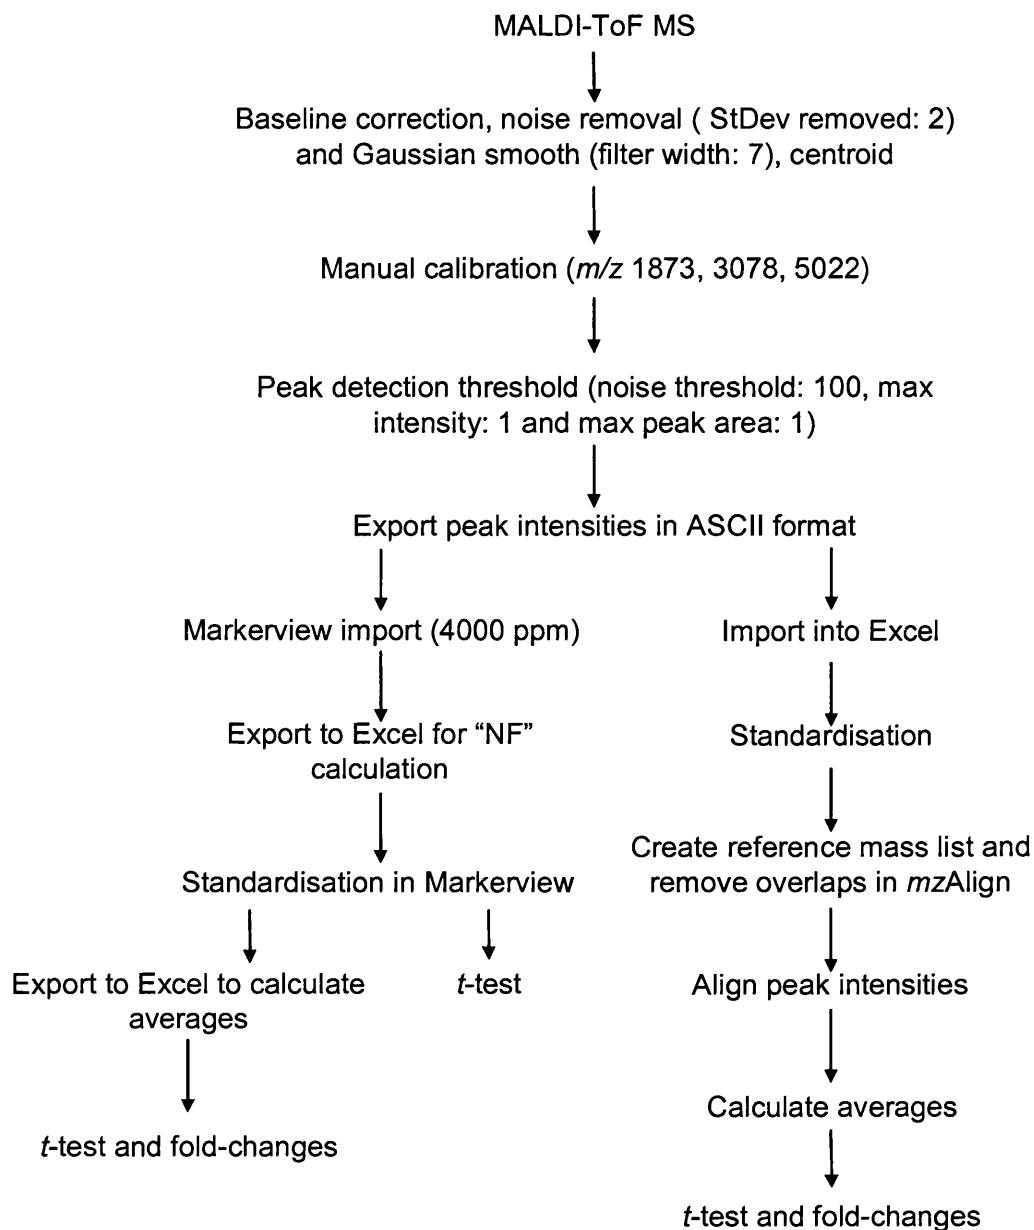 MALDI-ToF MS
Baseline correction, noise removal ( StDev removed: 2)
and Gaussian smooth (filter width: 7), centroid
Manual calibration (m/z 1873, 3078, 5022)
Peak detection threshold (noise threshold: 100, max
intensity: 1 and max peak area: 1)
Export peak intensities in ASCII format
Markerview import (4000 ppm)
Export to Excel for “NF”
calculation
Standardisation in Markerview
Export to Excel to calculate
averages
t-test and fold-changes
t-test
Import into Excel
Standardisation
Create reference mass list and
remove overlaps in mzAlign
Align peak intensities
Calculate averages
t-test and fold-changes